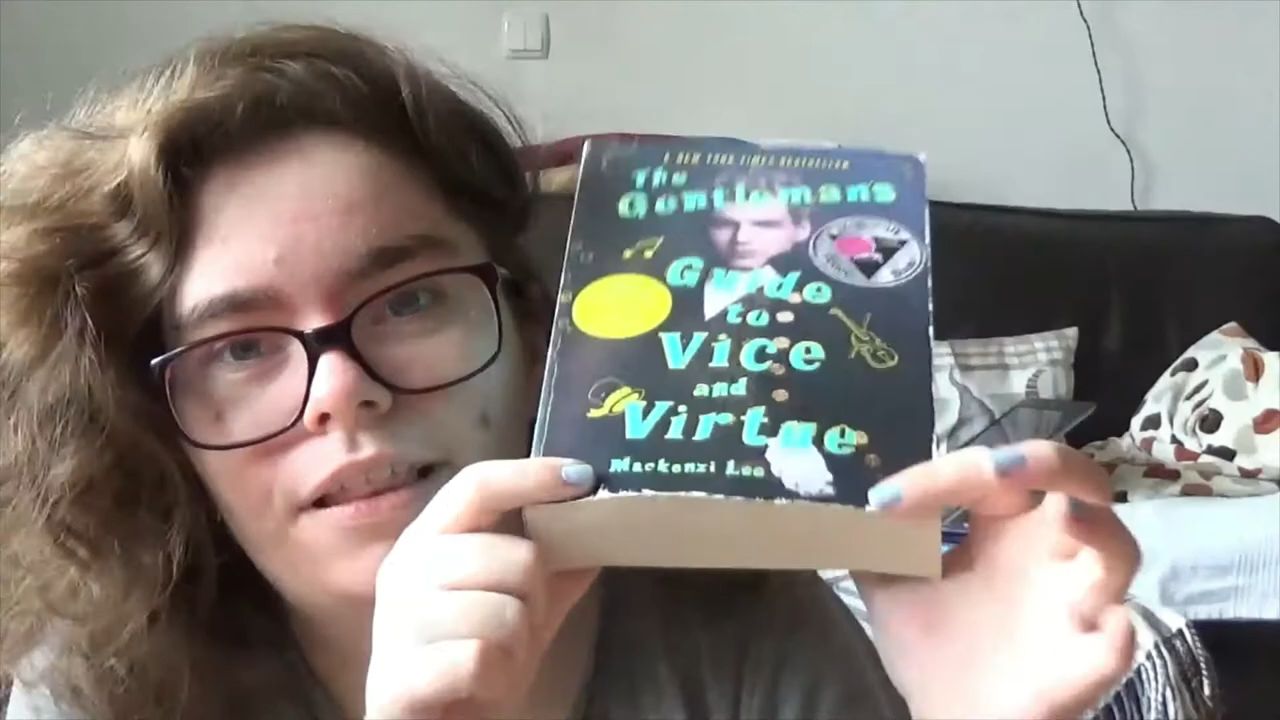 A NEW YORK TIMES BESTSELLER
The
Gentleman's
Guide
to
Vice
and
Virtue
Mackenzi Lee